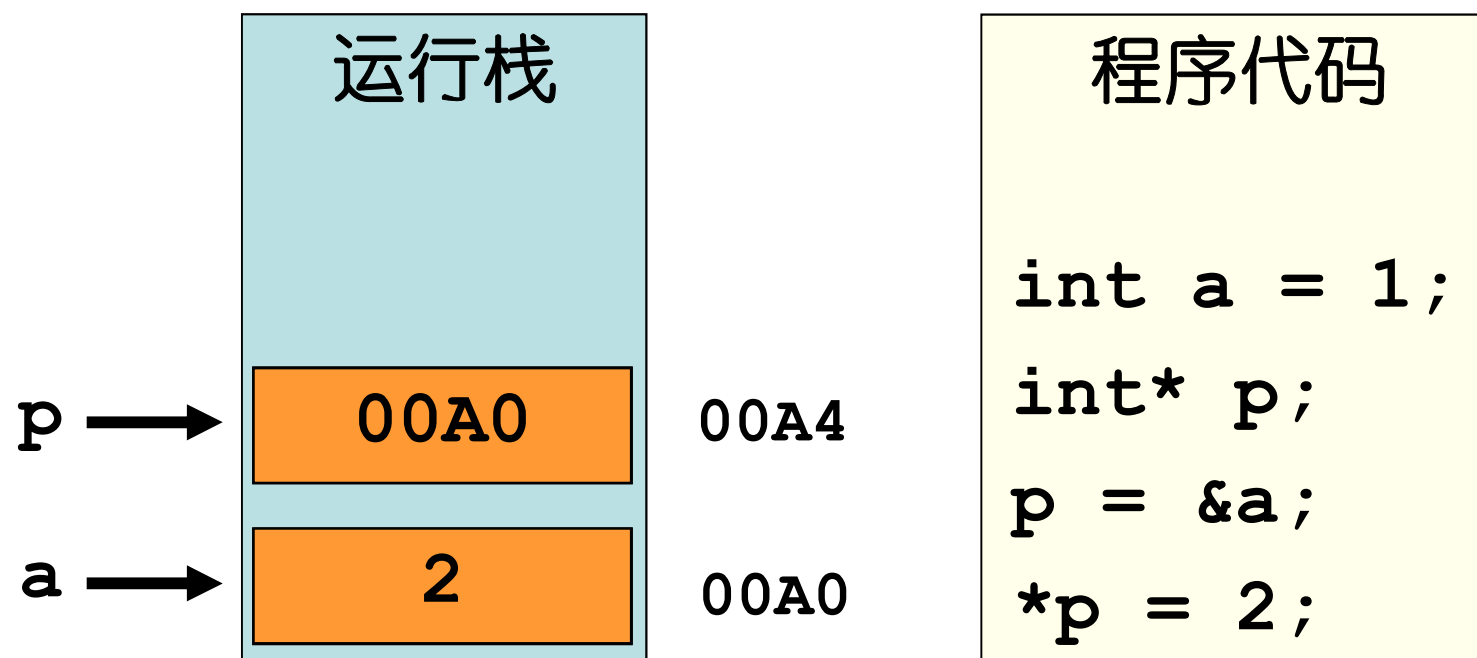 运行栈
p
00A0
00A4
a
2
00A0
程序代码
int a = 1;
int* p;
p = &a;
*p = 2;